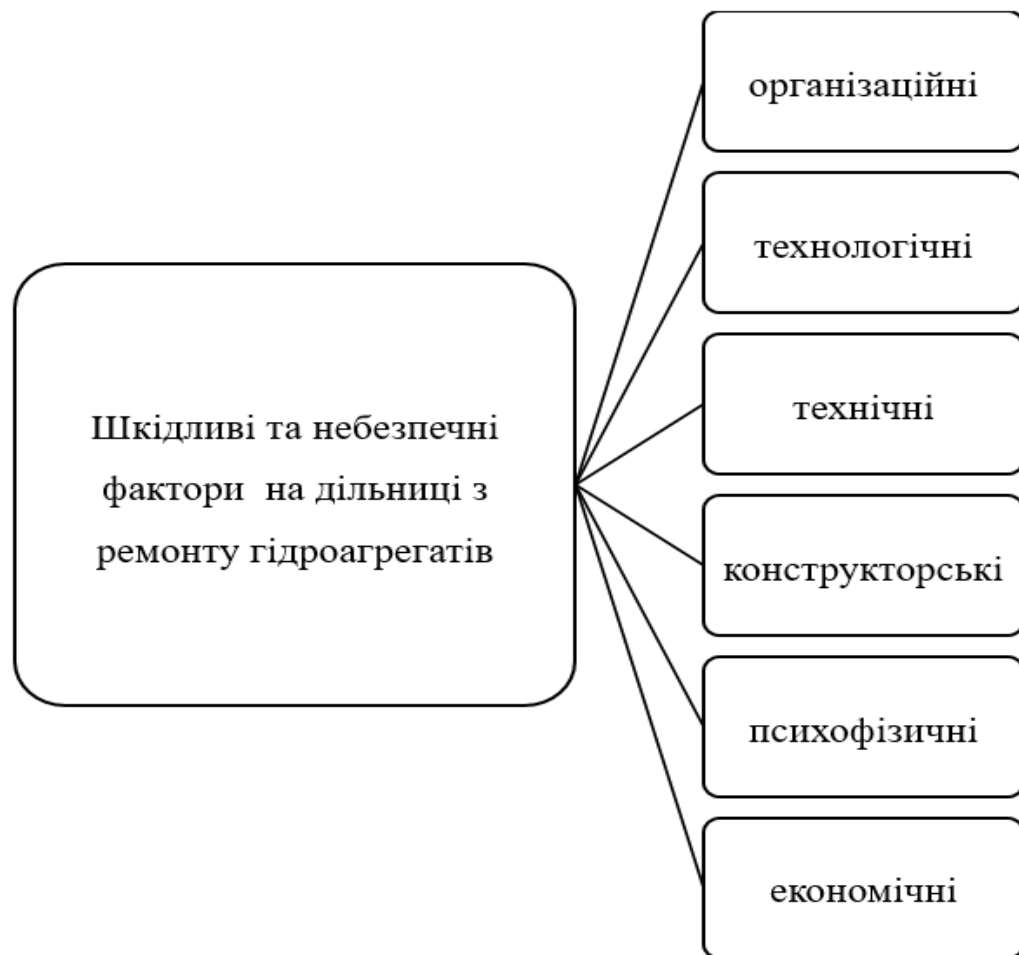 Шкідливі та небезпечні
фактори на дільниці з
ремонту гідроагрегатів
організаційні
технологічні
технічні
конструкторські
психофізичні
економічні